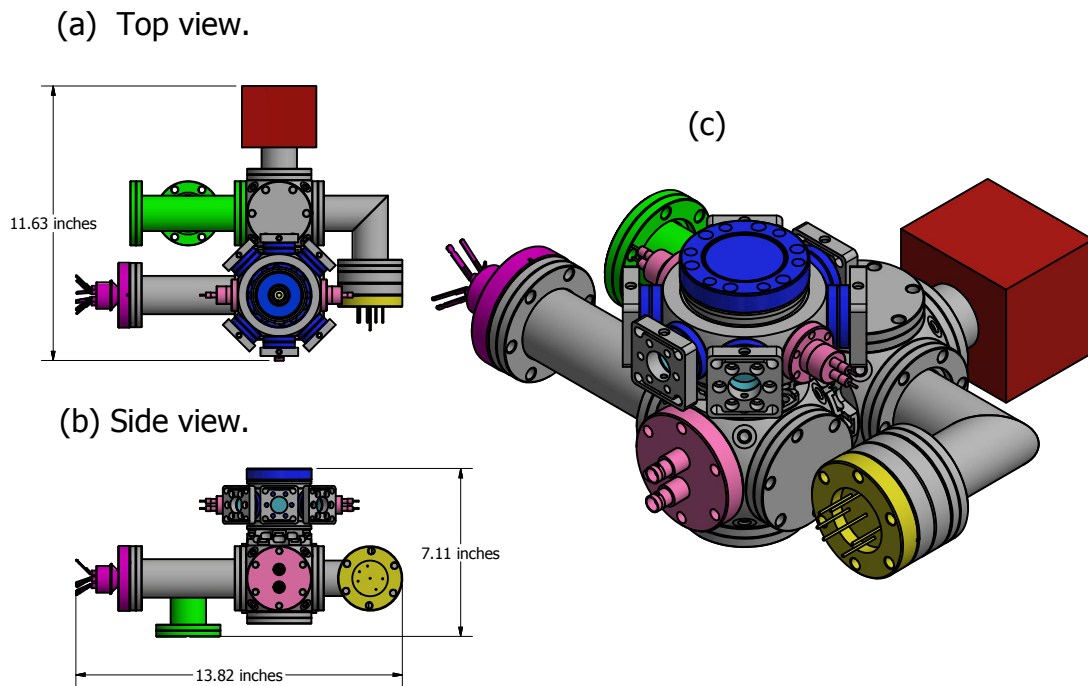 (a) Top view.
(c)
11.63 inches
(b) Side view.
7.11 inches
13.82 inches